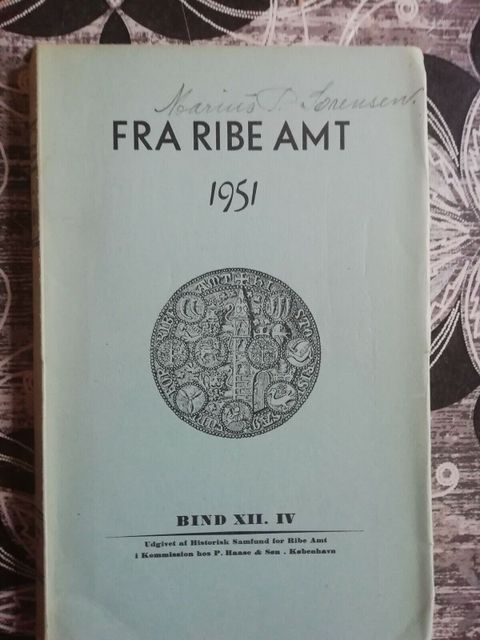 Marius P. Sørensen.
FRA RIBE AMT
1951
BIND XII. IV
Udgivet af Historisk Samfund for Ribe Amt
i Kommission hos P. Haase & Søn . København